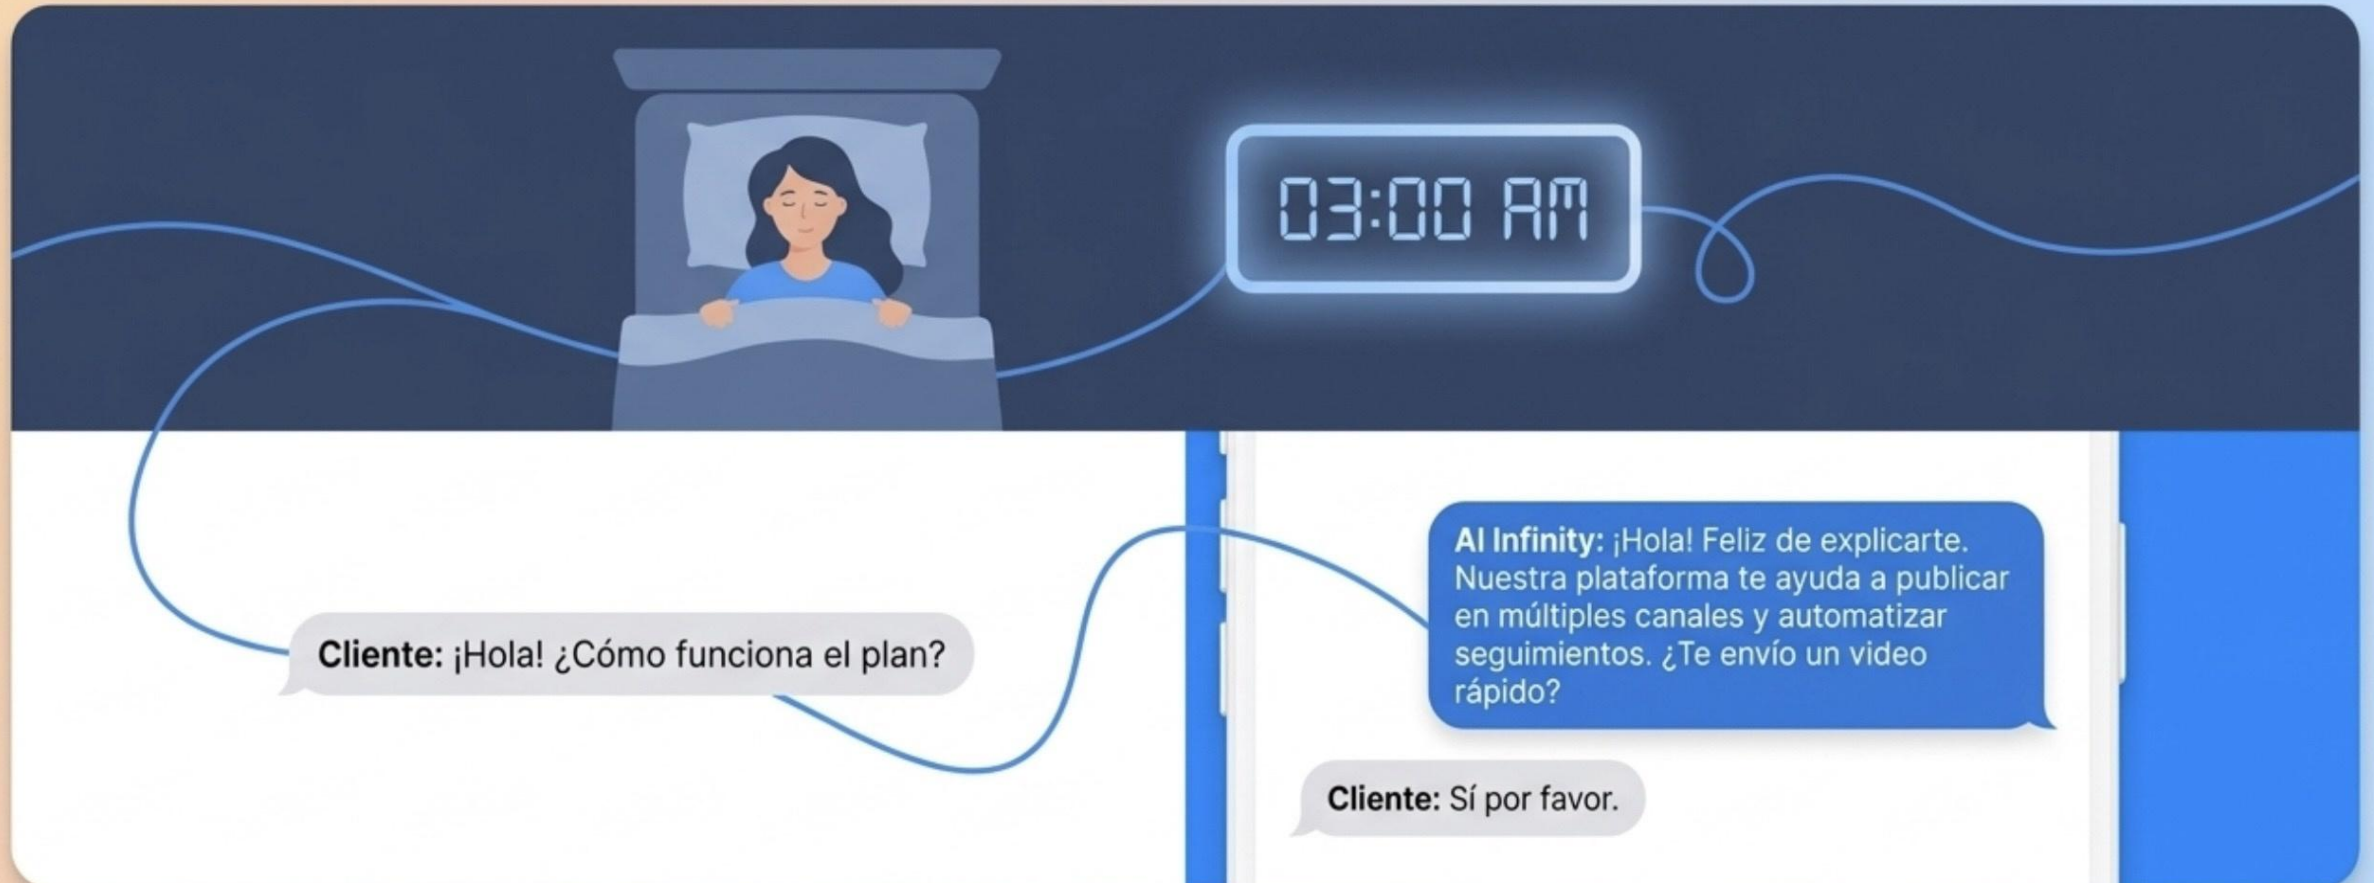 03:00 AM
Cliente: ¡Hola! ¿Cómo funciona el plan?
AI Infinity: ¡Hola! Feliz de explicarte.
Nuestra plataforma te ayuda a publicar
en múltiples canales y automatizar
seguimientos. ¿Te envío un video
rápido?
Cliente: Sí por favor.